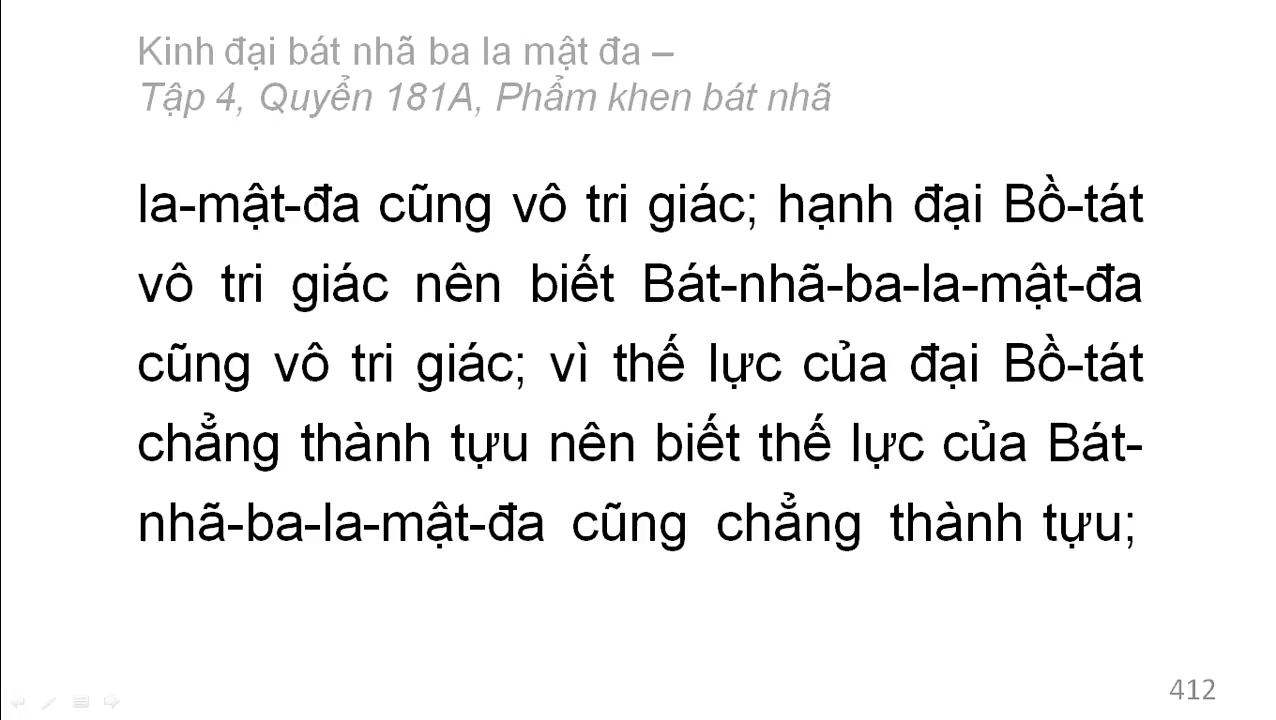 Kinh đại bát nhã ba la mật đa –
Tập 4, Quyển 181A, Phẩm khen bát nhã
la-mật-đa cũng vô tri giác; hạnh đại Bồ-tát
vô tri giác nên biết Bát-nhã-ba-la-mật-đa
cũng vô tri giác; vì thế lực của đại Bồ-tát
chẳng thành tựu nên biết thế lực của Bát-
nhã-ba-la-mật-đa cũng chẳng thành tựu;
412